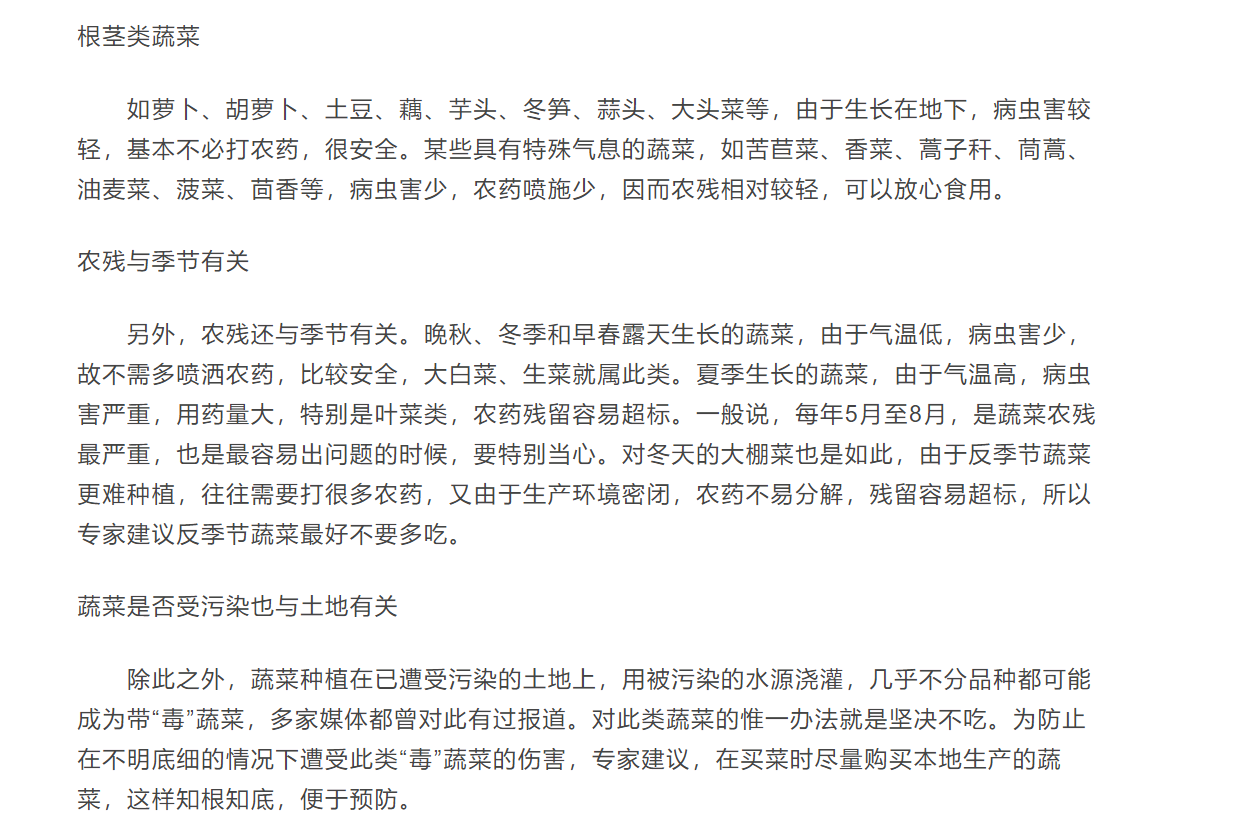 根茎类蔬菜
如萝卜、胡萝卜、土豆、藕、芋头、冬笋、蒜头、大头菜等，由于生长在地下，病虫害较
轻，基本不必打农药，很安全。某些具有特殊气息的蔬菜，如苦苣菜、香菜、蒿子秆、茼蒿、
油麦菜、菠菜、茴香等，病虫害少，农药喷施少，因而农残相对较轻，可以放心食用。
农残与季节有关
另外，农残还与季节有关。晚秋、冬季和早春露天生长的蔬菜，由于气温低，病虫害少，
故不需多喷洒农药，比较安全，大白菜、生菜就属此类。夏季生长的蔬菜，由于气温高，病虫
害严重，用药量大，特别是叶菜类，农药残留容易超标。一般说，每年5月至8月，是蔬菜农残
最严重，也是最容易出问题的时候，要特别当心。对冬天的大棚菜也是如此，由于反季节蔬菜
更难种植，往往需要打很多农药，又由于生产环境密闭，农药不易分解，残留容易超标，所以
专家建议反季节蔬菜最好不要多吃。
蔬菜是否受污染也与土地有关
除此之外，蔬菜种植在已遭受污染的土地上，用被污染的水源浇灌，几乎不分品种都可能
成为带“毒”蔬菜，多家媒体都曾对此有过报道。对此类蔬菜的惟一办法就是坚决不吃。为防止
在不明底细的情况下遭受此类“毒”蔬菜的伤害，专家建议，在买菜时尽量购买本地生产的蔬
菜，这样知根知底，便于预防。